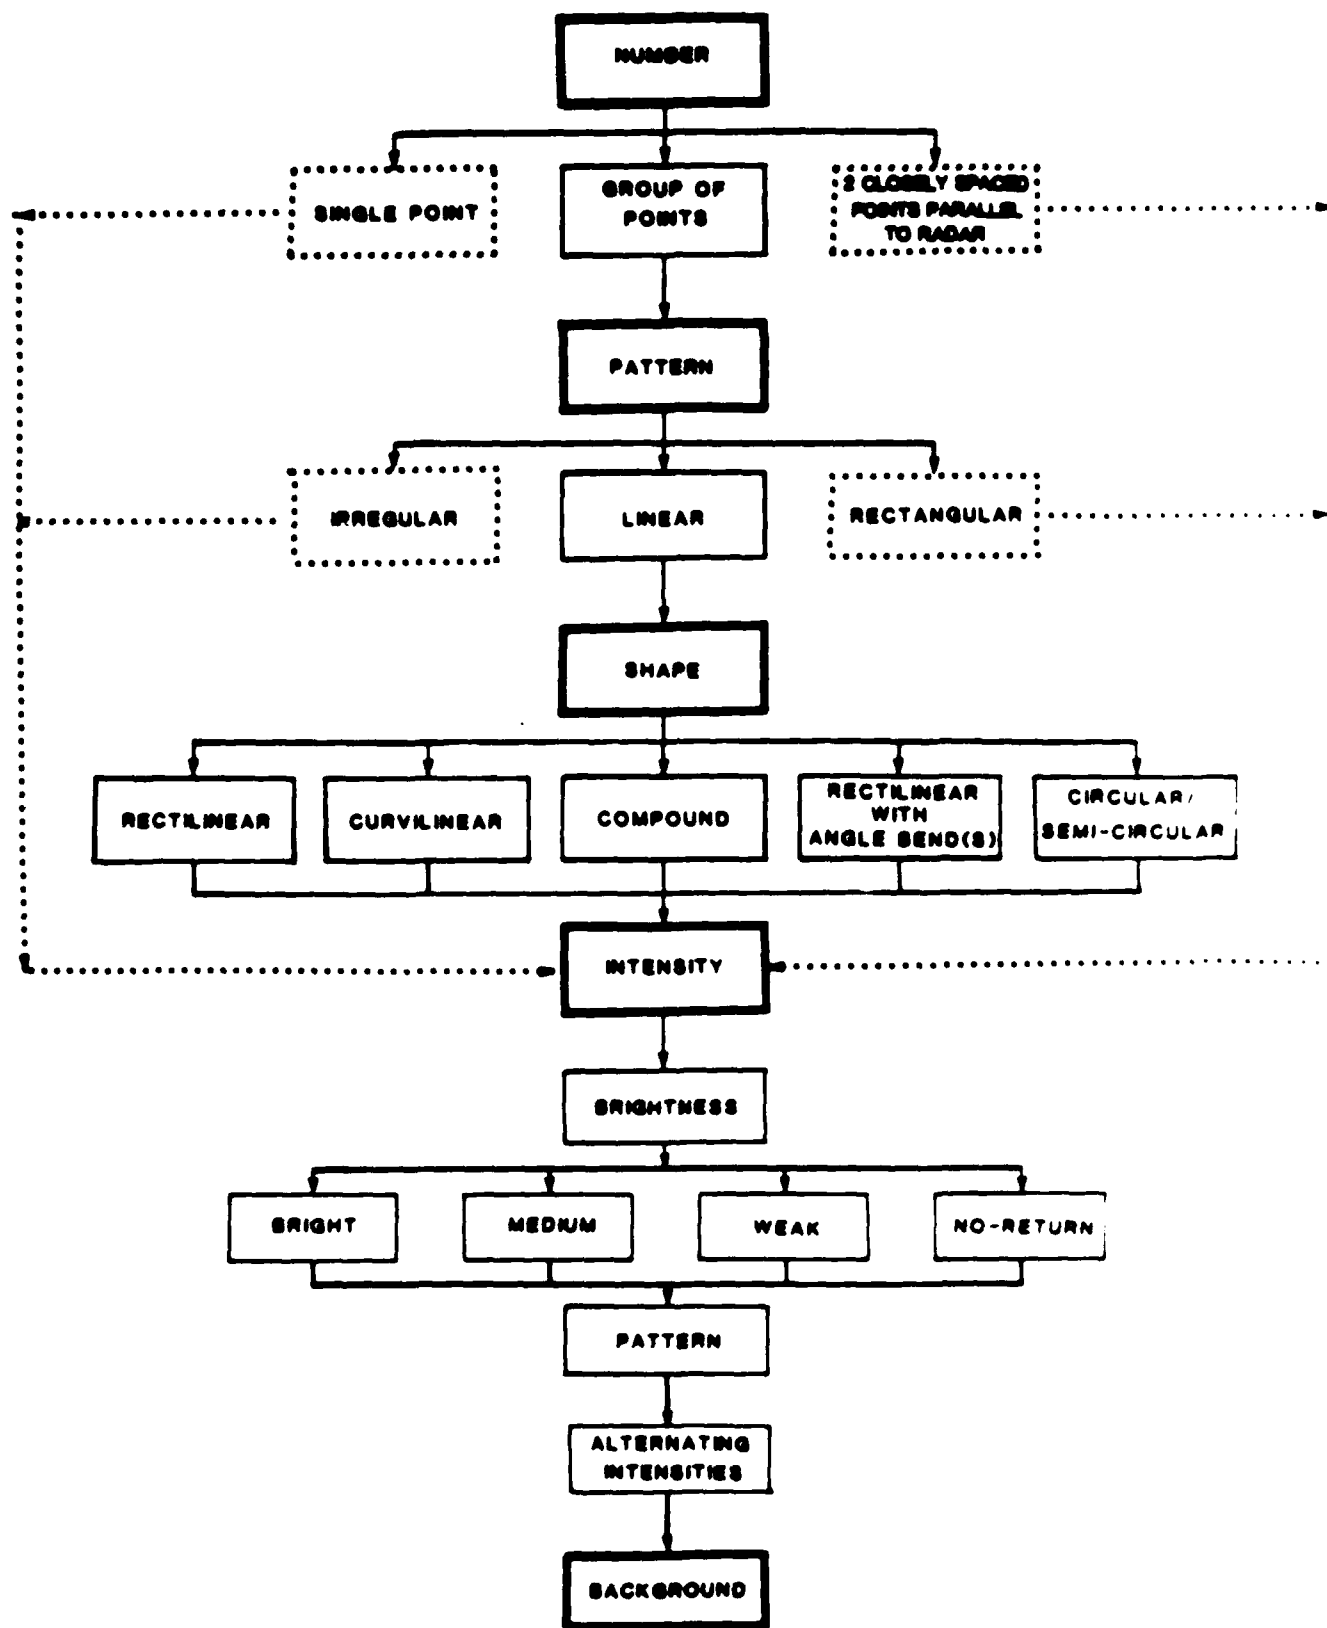 NUMBER
SINGLE POINT
GROUP OF
POINTS
2 CLOSELY SPACED
POINTS PARALLEL
TO RADAR
PATTERN
IRREGULAR
LINEAR
RECTANGULAR
SHAPE
RECTILINEAR
CURVILINEAR
COMPOUND
RECTILINEAR
WITH
ANGLE BEND(S)
CIRCULAR/
SEMI-CIRCULAR
INTENSITY
BRIGHTNESS
BRIGHT
MEDIUM
WEAK
NO-RETURN
PATTERN
ALTERNATING
INTENSITIES
BACKGROUND